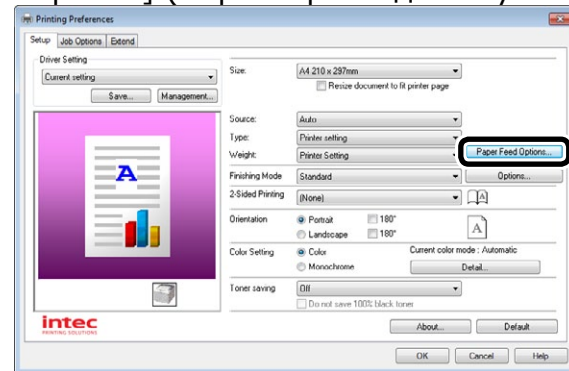 Printing Preferences
Setup Job Options Extend
Driver Setting
Current setting
Save... Management...
Size: A4 210 x 297mm
Resize document to fit printer page
Source: Auto
Type: Printer setting
Weight: Printer Setting
Paper Feed Options...
Finishing Mode Standard Options...
2-Sided Printing (None)
Orientation Portrait 180°
Landscape 180°
A
A
Color Setting Color Current color mode : Automatic
Monochrome Detail...
Toner saving Off
Do not save 100% black toner
intec
PRINTING SOLUTIONS
About... Default
OK Cancel Help